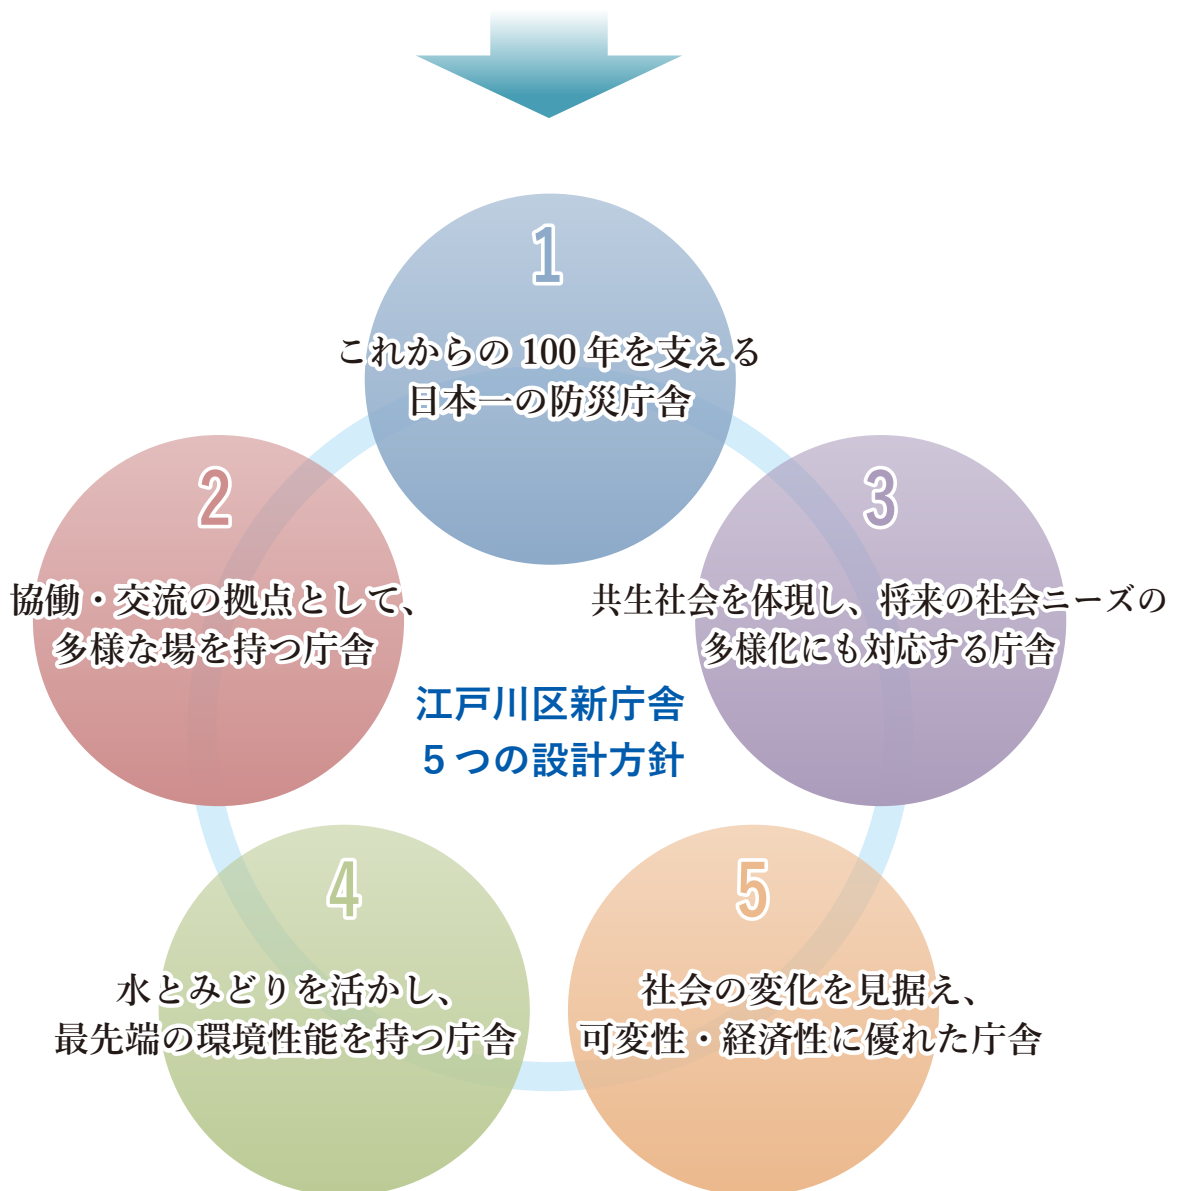 1
これからの 100 年を支える
日本一の防災庁舎
2
協働・交流の拠点として、
多様な場を持つ庁舎
3
共生社会を体現し、将来の社会ニーズの
多様化にも対応する庁舎
江戸川区新庁舎
5 つの設計方針
4
水とみどりを活かし、
最先端の環境性能を持つ庁舎
5
社会の変化を見据え、
可変性・経済性に優れた庁舎